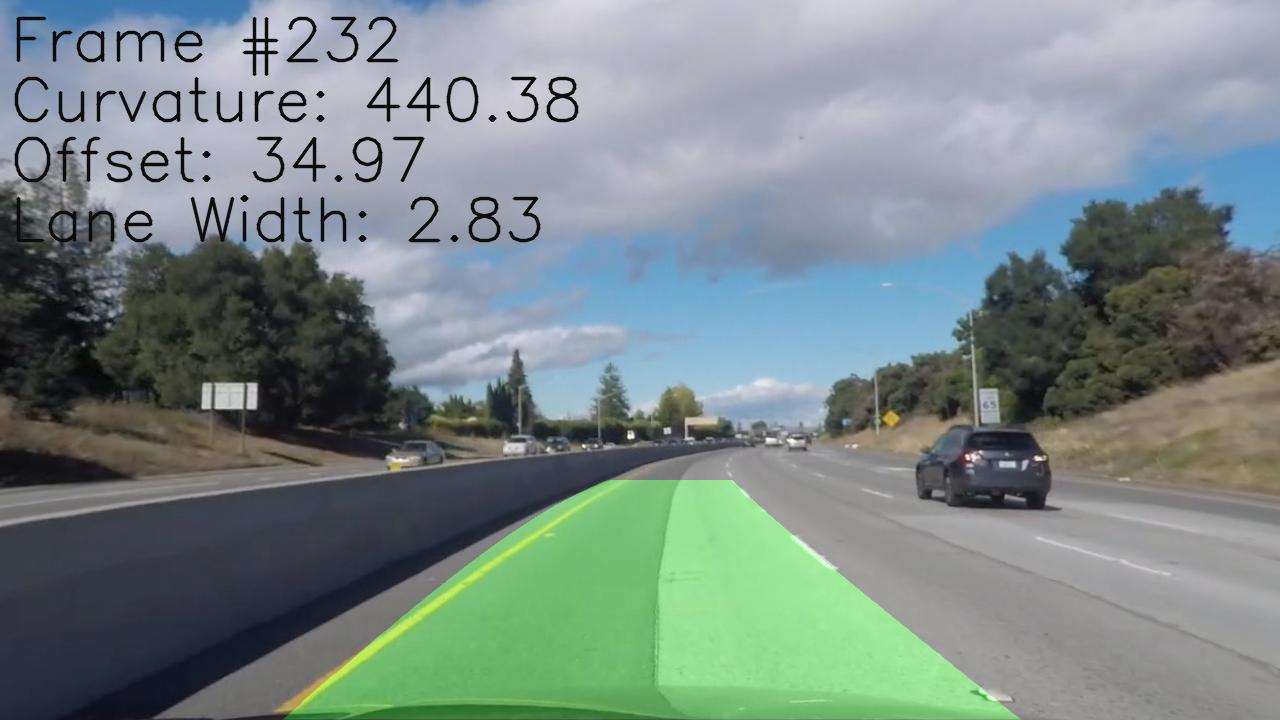 Frame #232
Curvature: 440.38
Offset: 34.97
Lane Width: 2.83
65